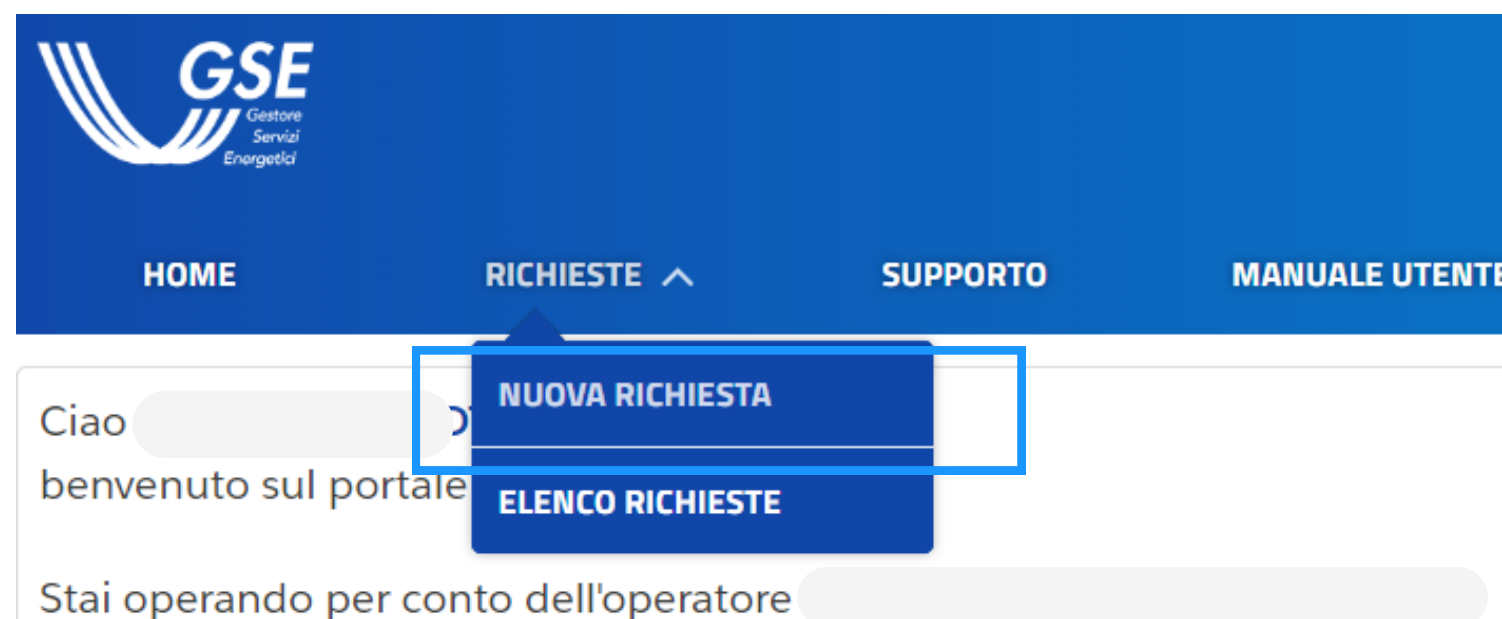 GSE
Gestore
Servizi
Energetici
HOME
RICHIESTE
SUPPORTO
MANUALE UTENTE
NUOVA RICHIESTA
ELENCO RICHIESTE
Ciao
benvenuto sul portale
Stai operando per conto dell'operatore